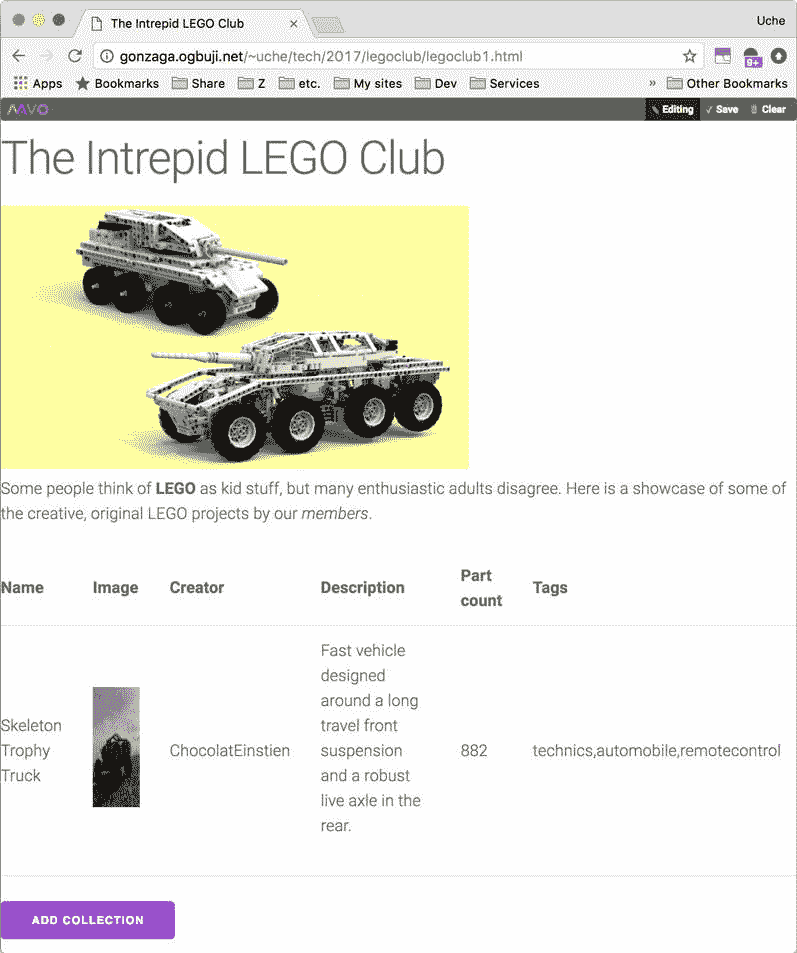 The Intrepid LEGO Club
Uche
gonzaga.ogbuji.net/~uche/tech/2017/legoclub/legoclub1.html
9+
Apps Bookmarks Share Z etc. My sites Dev Services » Other Bookmarks
MAVO Editing Save Clear
The Intrepid LEGO Club
Some people think of LEGO as kid stuff, but many enthusiastic adults disagree. Here is a showcase of some of
the creative, original LEGO projects by our members.
Name Image Creator Description Part count Tags
Skeleton
Trophy
Truck
ChocolatEinstien
Fast vehicle
designed
around a long
travel front
suspension
and a robust
live axle in the
rear.
882
technics,automobile,remotecontrol
ADD COLLECTION